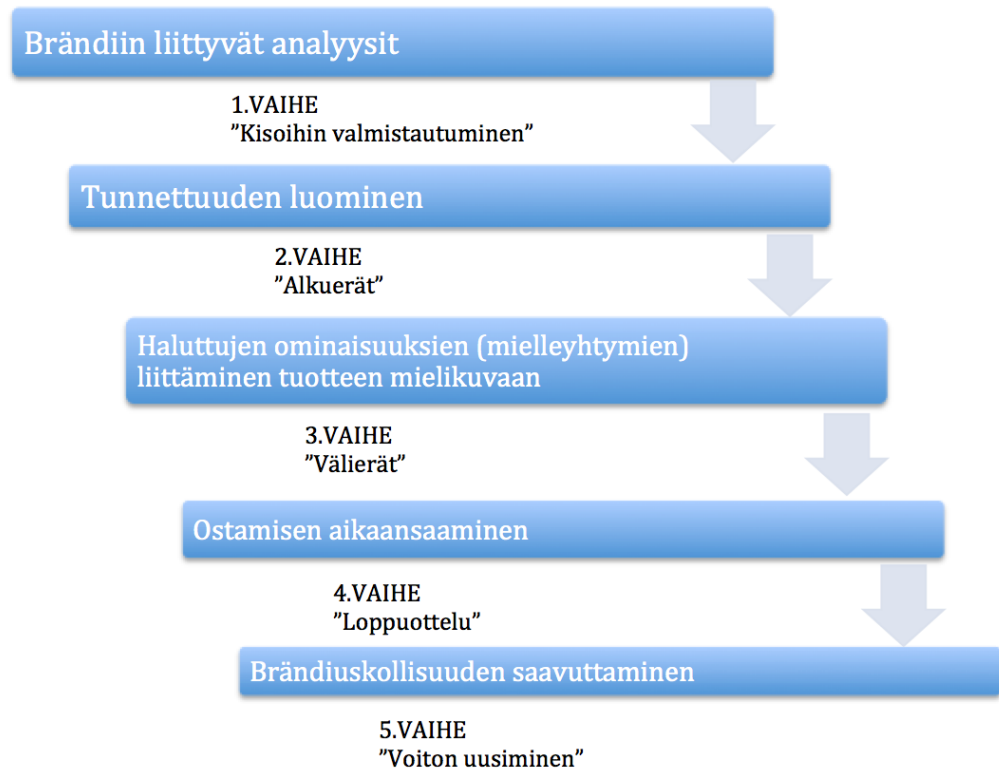 Brändiin liittyvät analyysit
1.VAIHE
”Kisoihin valmistautuminen”
Tunnettuuden luominen
2.VAIHE
”Alkuerät”
Haluttujen ominaisuuksien (mielleyhtymien)
liittäminen tuotteen mielikuvaan
3.VAIHE
”Välierät”
Ostamisen aikaansaaminen
4.VAIHE
”Loppuottelu”
Brändiuskollisuuden saavuttaminen
5.VAIHE
”Voiton uusiminen”